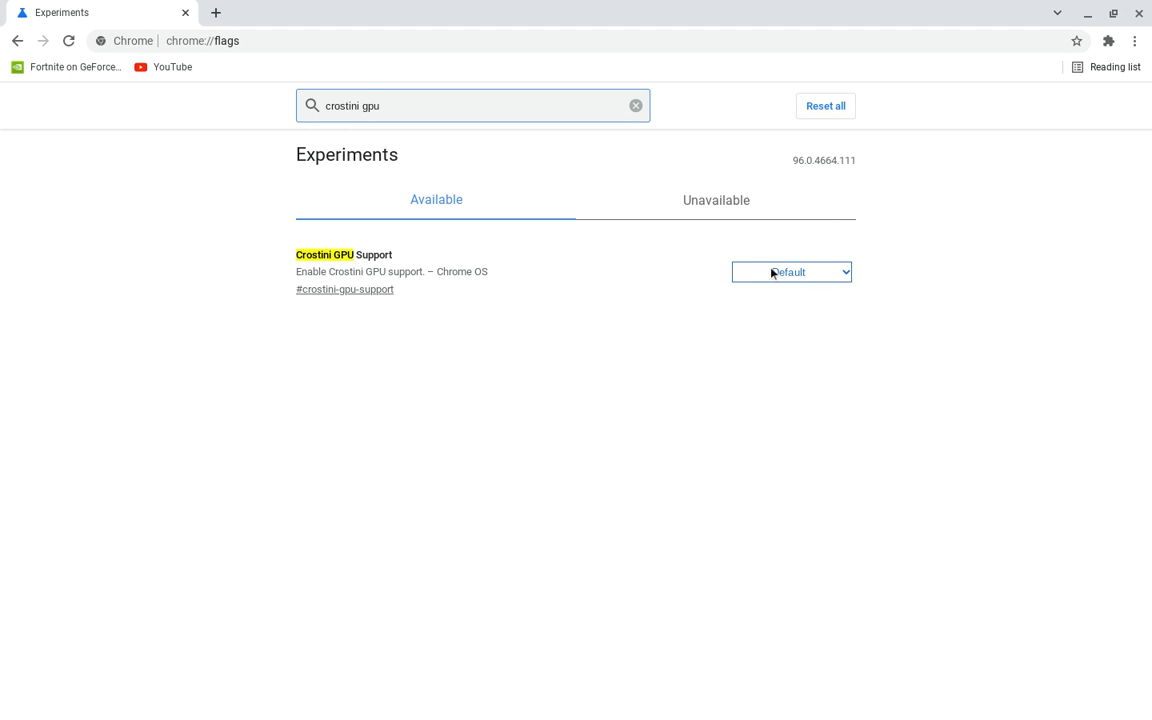 Experiments
Chrome | chrome://flags
Fortnite on GeForce...
YouTube
Reading list
crostini gpu
Reset all
Experiments
96.0.4664.111
Available
Unavailable
Crostini GPU Support
Enable Crostini GPU support. – Chrome OS
#crostini-gpu-support
Default